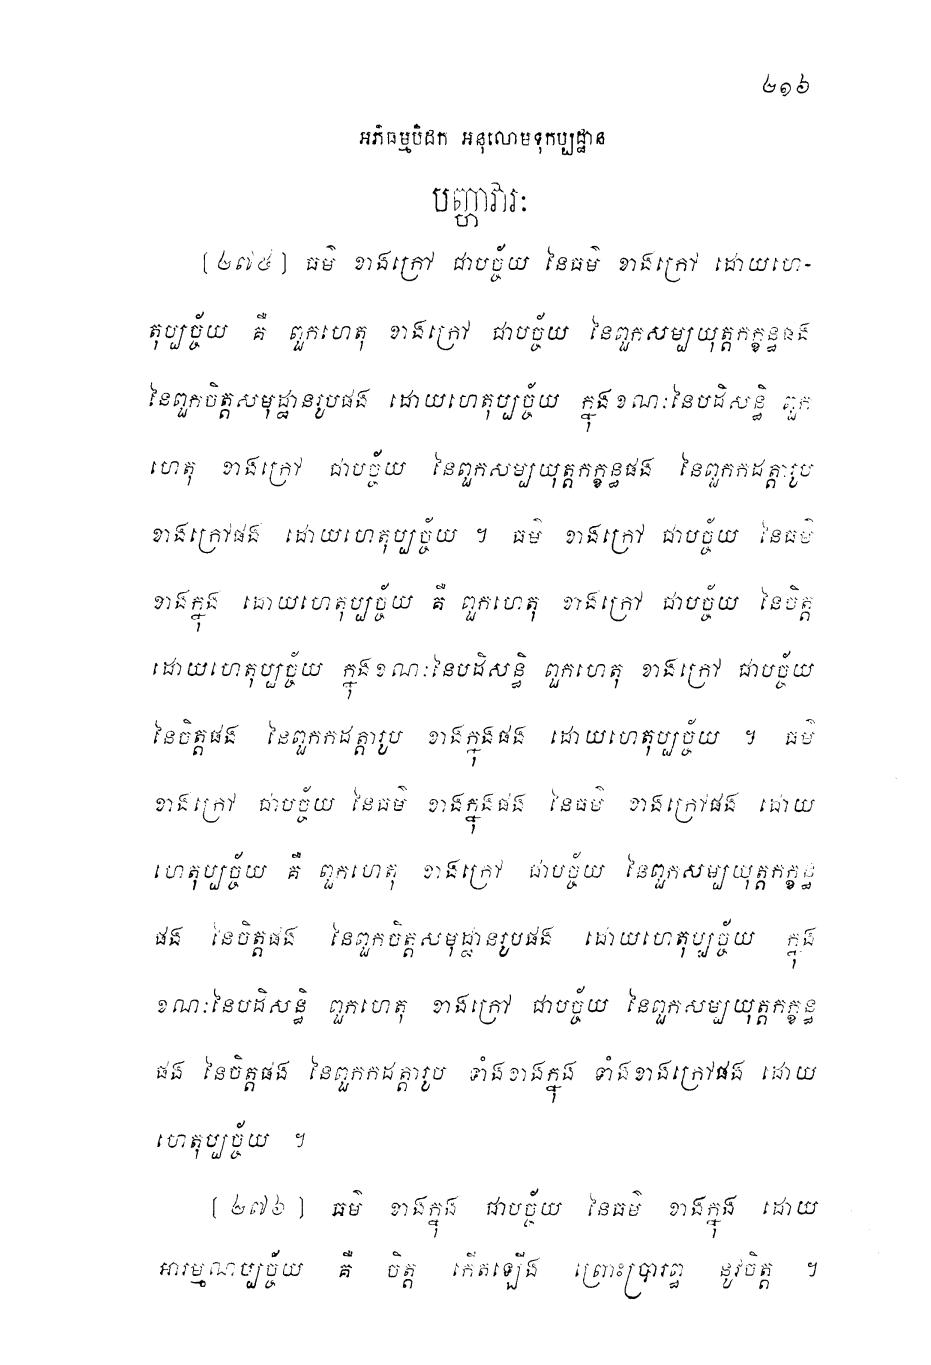 ២១៦
អភិធម្មបិដក អនុលោមទុកប្បដ្ឋាន
បញ្ហាវារៈ
[២៧៥] ធម៌ ខាងក្រៅ ជាបច្ច័យ នៃធម៌ ខាងក្រៅ ដោយហេ-
តុប្បច្ច័យ គឺ ពួកហេតុ ខាងក្រៅ ជាបច្ច័យ នៃពួកសម្បយុត្តកក្ខន្ធផង
នៃពួកចិត្តសមុដ្ឋានរូបផង ដោយហេតុប្បច្ច័យ ក្នុងខណៈនៃបដិសន្ធិ ពួក
ហេតុ ខាងក្រៅ ជាបច្ច័យ នៃពួកសម្បយុត្តកក្ខន្ធផង នៃពួកកដត្តារូប
ខាងក្រៅផង ដោយហេតុប្បច្ច័យ ។ ធម៌ ខាងក្រៅ ជាបច្ច័យ នៃធម៌
ខាងក្នុង ដោយហេតុប្បច្ច័យ គឺ ពួកហេតុ ខាងក្រៅ ជាបច្ច័យ នៃចិត្ត
ដោយហេតុប្បច្ច័យ ក្នុងខណៈនៃបដិសន្ធិ ពួកហេតុ ខាងក្រៅ ជាបច្ច័យ
នៃចិត្តផង នៃពួកកដត្តារូប ខាងក្នុងផង ដោយហេតុប្បច្ច័យ ។ ធម៌
ខាងក្រៅ ជាបច្ច័យ នៃធម៌ ខាងក្នុងផង នៃធម៌ ខាងក្រៅផង ដោយ
ហេតុប្បច្ច័យ គឺ ពួកហេតុ ខាងក្រៅ ជាបច្ច័យ នៃពួកសម្បយុត្តកក្ខន្ធ
ផង នៃចិត្តផង នៃពួកចិត្តសមុដ្ឋានរូបផង ដោយហេតុប្បច្ច័យ ក្នុង
ខណៈនៃបដិសន្ធិ ពួកហេតុ ខាងក្រៅ ជាបច្ច័យ នៃពួកសម្បយុត្តកក្ខន្ធ
ផង នៃចិត្តផង នៃពួកកដត្តារូប ទាំងខាងក្នុង ទាំងខាងក្រៅផង ដោយ
ហេតុប្បច្ច័យ ។
[២៧៦] ធម៌ ខាងក្នុង ជាបច្ច័យ នៃធម៌ ខាងក្នុង ដោយ
អារម្មណប្បច្ច័យ គឺ ចិត្ត កើតឡើង ព្រោះប្រារព្ធ នូវចិត្ត ។